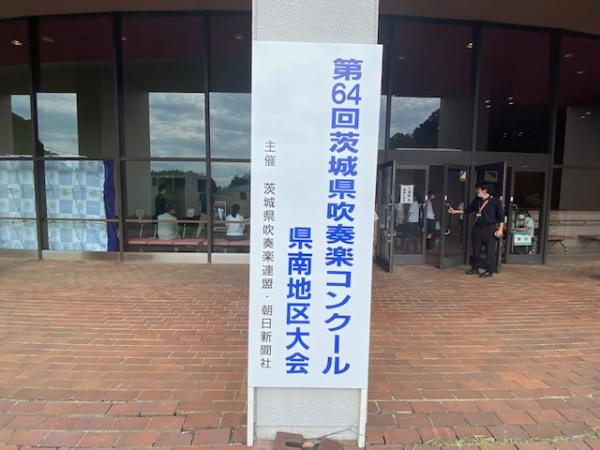 第64回茨城県吹奏楽コンクール
県南地区大会
主催　茨城県吹奏楽連盟・朝日新聞社